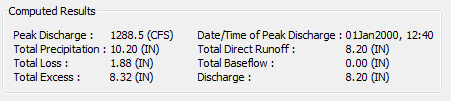 Computed Results
Peak Discharge : 1288.5 (CFS) Date/Time of Peak Discharge : 01Jan2000, 12:40
Total Precipitation : 10.20 (IN) Total Direct Runoff : 8.20 (IN)
Total Loss : 1.88 (IN) Total Baseflow : 0.00 (IN)
Total Excess : 8.32 (IN) Discharge : 8.20 (IN)